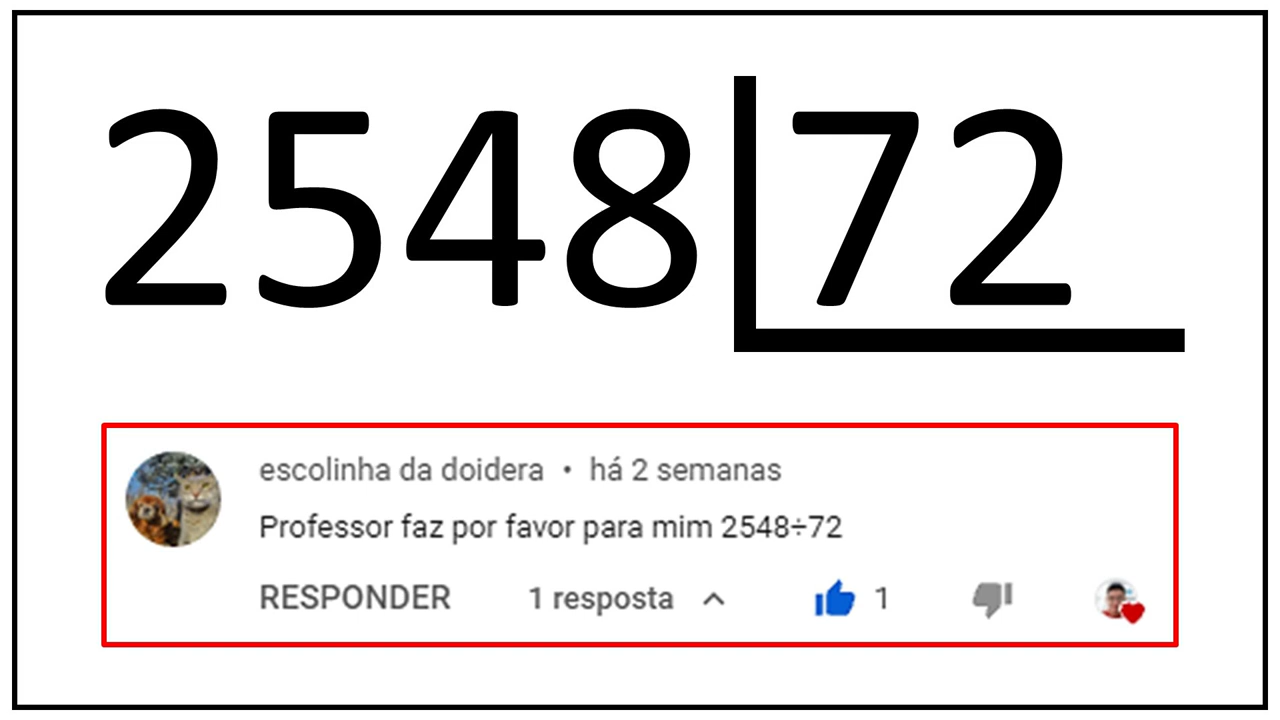 2548 72
escolinha da doidera • há 2 semanas
Professor faz por favor para mim 2548÷72
RESPONDER 1 resposta 1